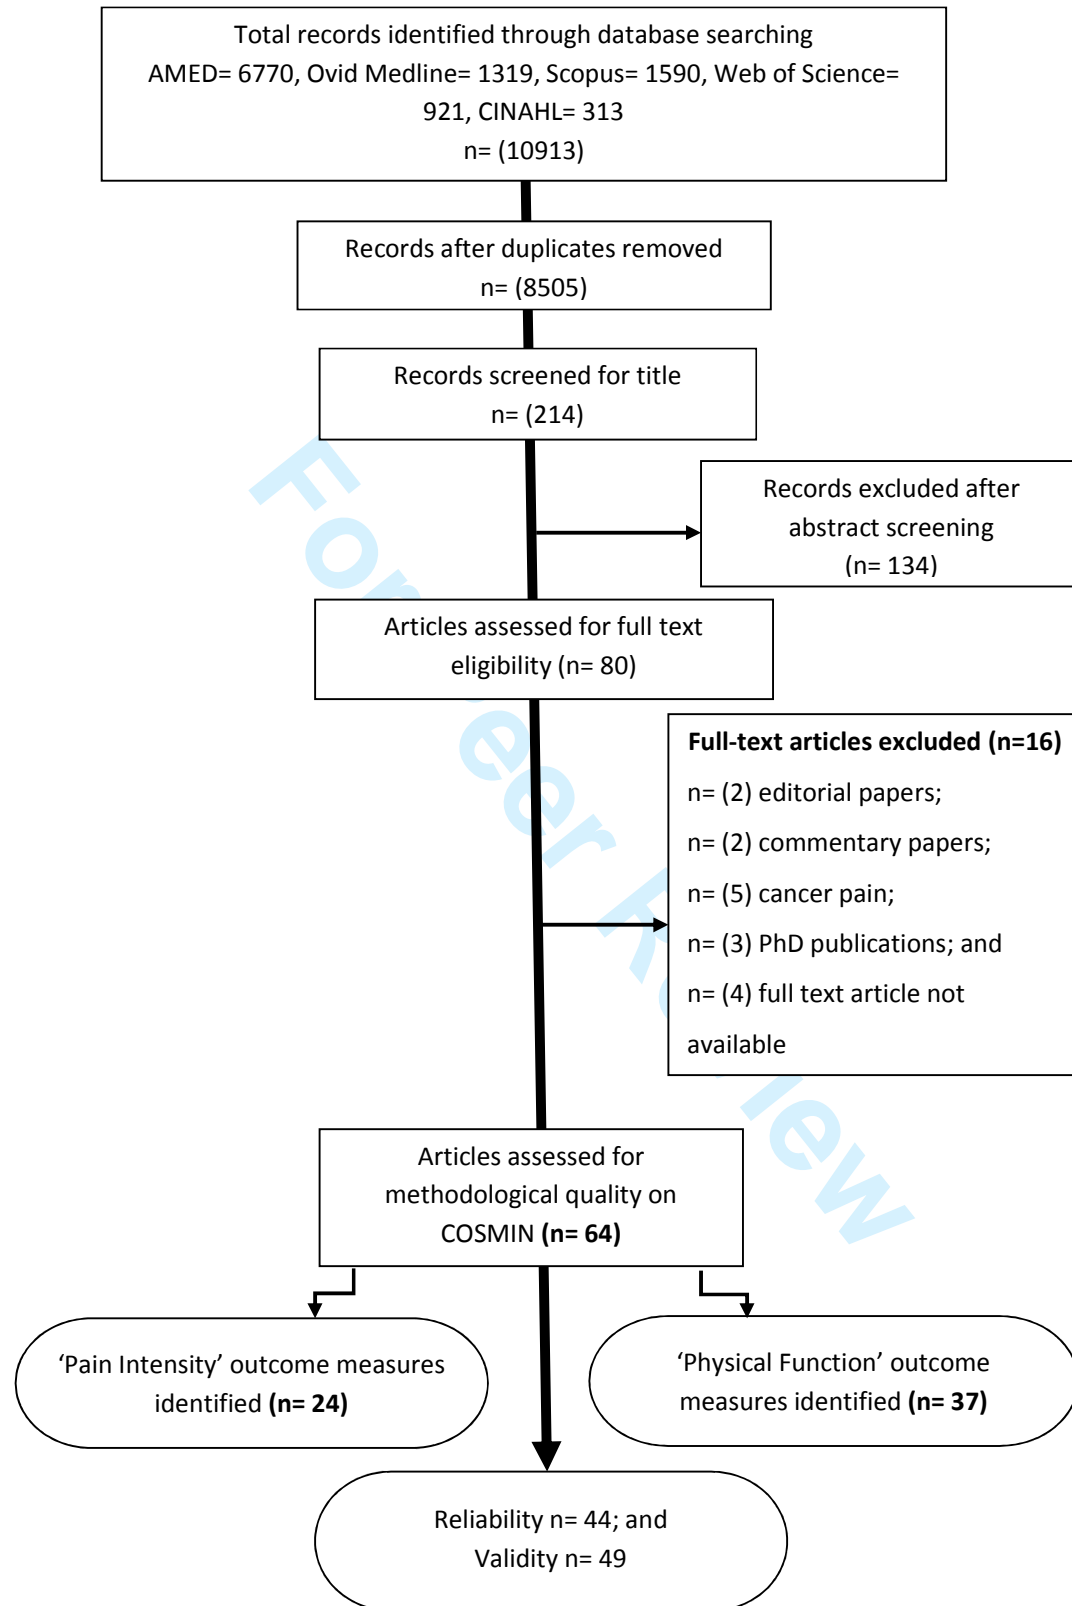 Total records identified through database searching
AMED= 6770, Ovid Medline= 1319, Scopus= 1590, Web of Science=
921, CINAHL= 313
n= (10913)
Records after duplicates removed
n= (8505)
Records screened for title
n= (214)
Records excluded after
abstract screening
(n= 134)
Articles assessed for full text
eligibility (n= 80)
Full-text articles excluded (n=16)
n= (2) editorial papers;
n= (2) commentary papers;
n= (5) cancer pain;
n= (3) PhD publications; and
n= (4) full text article not
available
Articles assessed for
methodological quality on
COSMIN (n= 64)
‘Pain Intensity’ outcome measures
identified (n= 24)
‘Physical Function’ outcome
measures identified (n= 37)
Reliability n= 44; and
Validity n= 49
For Peer Review